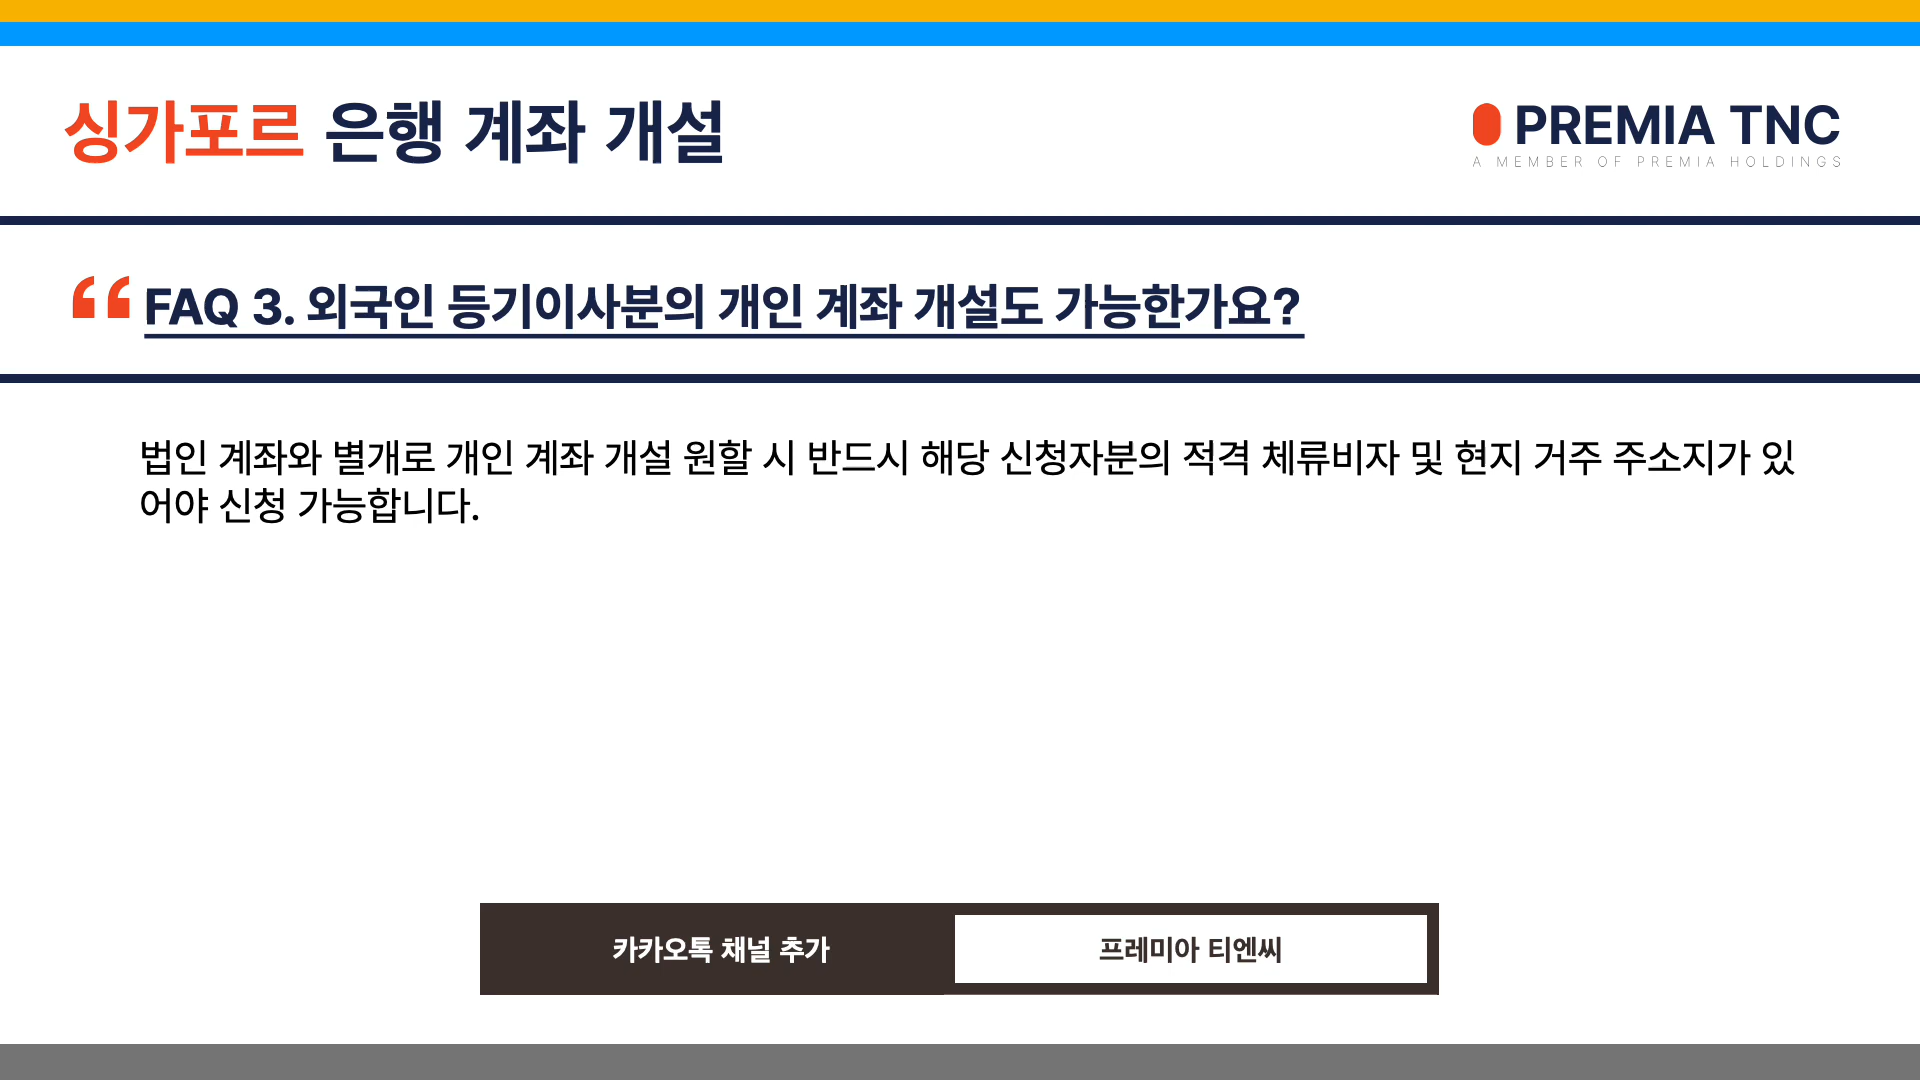 싱가포르 은행 계좌 개설
PREMIA TNC
A MEMBER OF PREMIA HOLDINGS
“ FAQ 3. 외국인 등기이사분의 개인 계좌 개설도 가능한가요?
법인 계좌와 별개로 개인 계좌 개설 원할 시 반드시 해당 신청자분의 적격 체류비자 및 현지 거주 주소지가 있
어야 신청 가능합니다.
카카오톡 채널 추가
프레미아 티엔씨